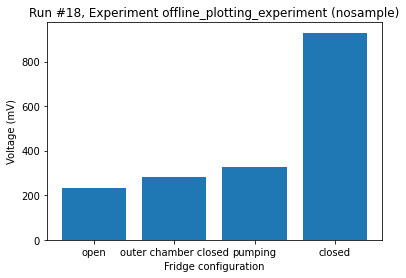 Run #18, Experiment offline_plotting_experiment (nosample)
Voltage (mV)
800
600
400
200
0
open outer chamber closed pumping closed
Fridge configuration